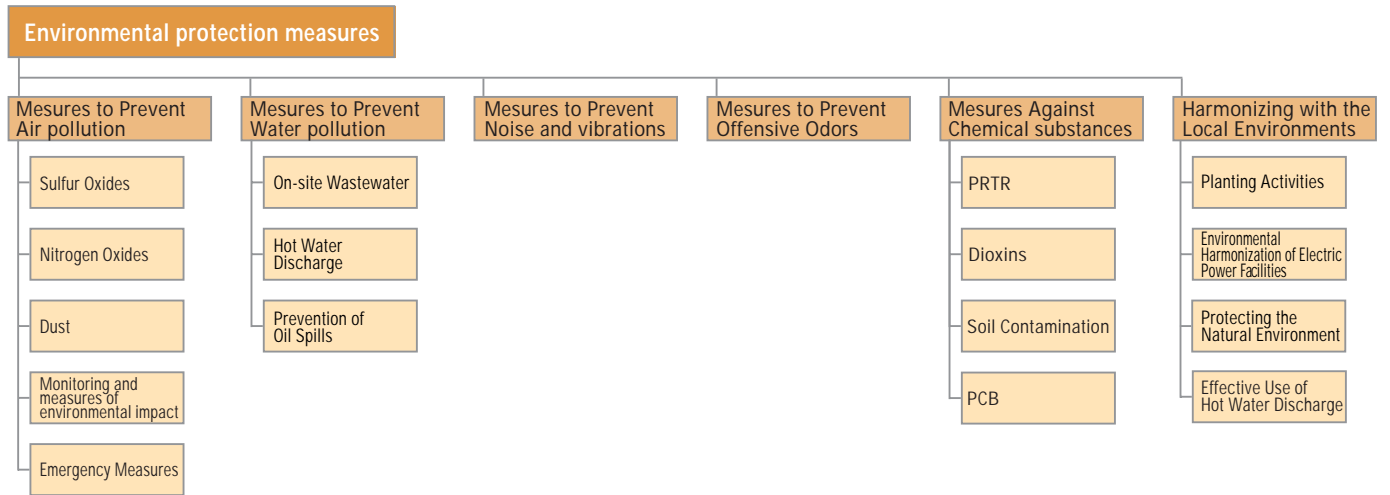 Environmental protection measures
Mesures to Prevent
Air pollution
Sulfur Oxides
Nitrogen Oxides
Dust
Monitoring and
measures of
environmental impact
Emergency Measures
Mesures to Prevent
Water pollution
On-site Wastewater
Hot Water
Discharge
Prevention of
Oil Spills
Mesures to Prevent
Noise and vibrations
Mesures to Prevent
Offensive Odors
Mesures Against
Chemical substances
PRTR
Dioxins
Soil Contamination
PCB
Harmonizing with the
Local Environments
Planting Activities
Environmental
Harmonization of Electric
Power Facilities
Protecting the
Natural Environment
Effective Use of
Hot Water Discharge